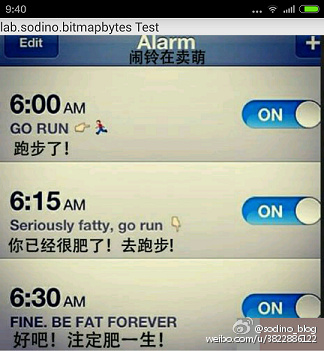 9:40
lab.sodino.bitmapbytes Test
Edit Alarm +
闹铃在卖萌
6:00 AM
GO RUN 👉🏃
ON
跑步了！
6:15 AM
Seriously fatty, go run 👇
ON
你已经很肥了！去跑步!
6:30 AM
FINE. BE FAT FOREVER
ON
好吧！注定肥一生！
@sodino_blog
weibo.com/u/3822886122